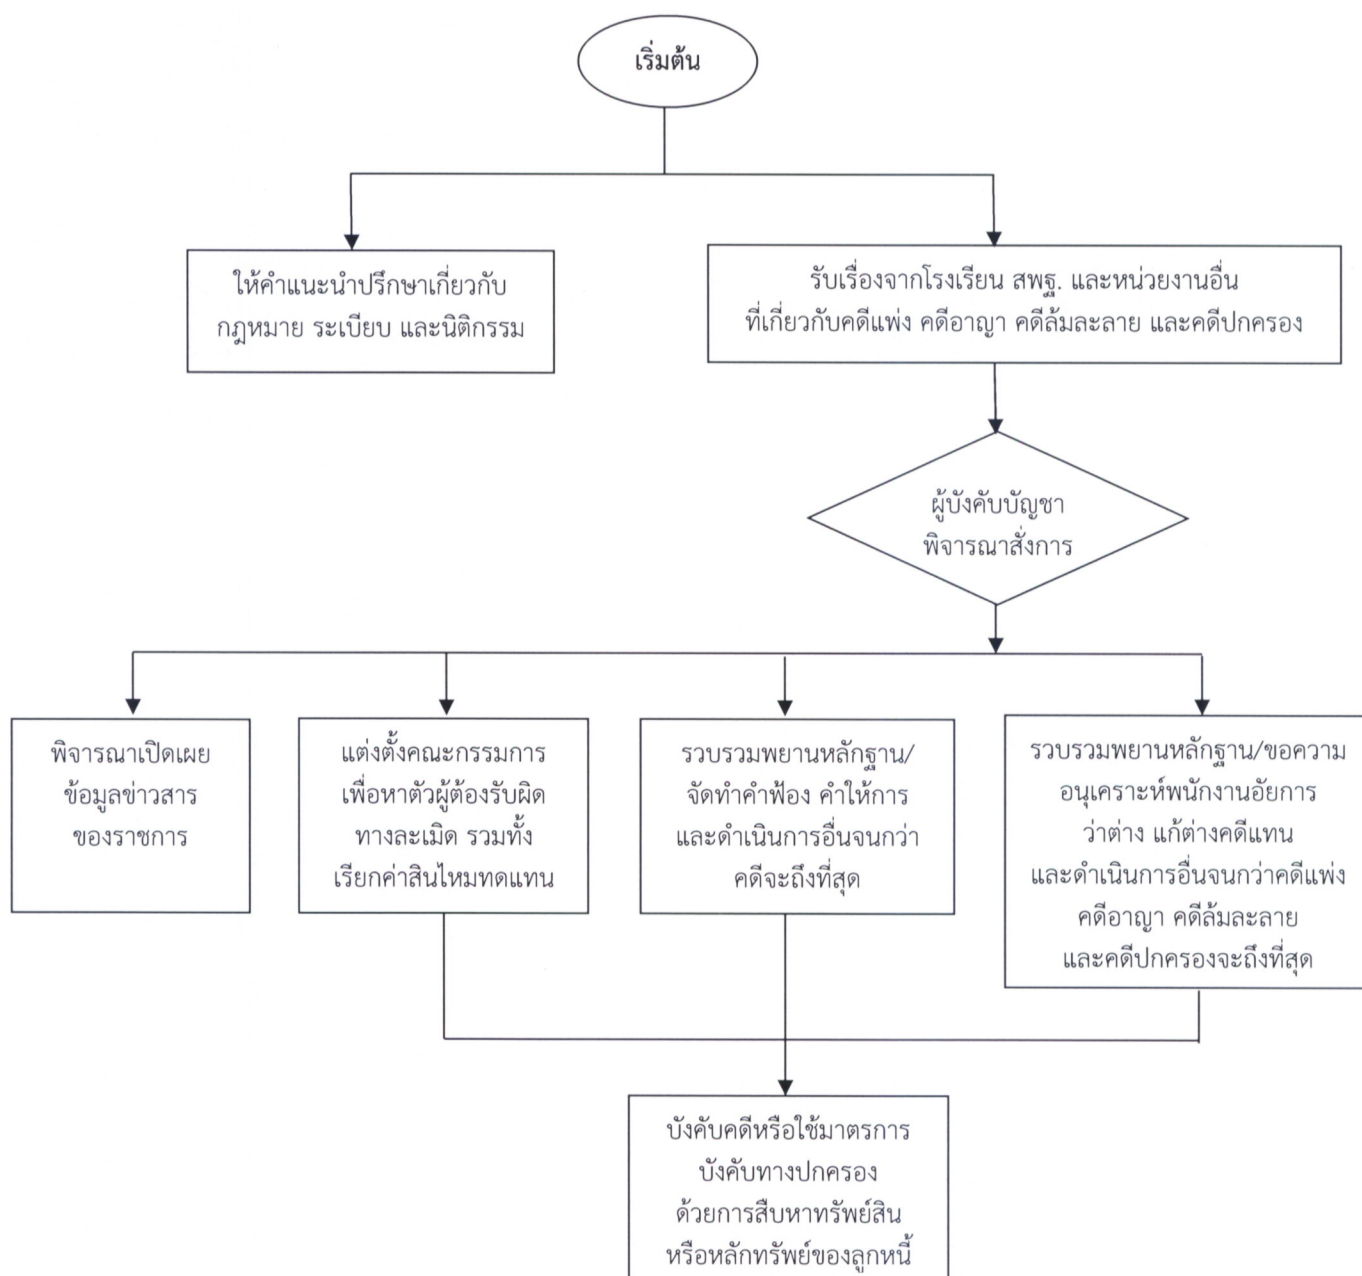 เริ่มต้น
ให้คำแนะนำปรึกษาเกี่ยวกับ
กฎหมาย ระเบียบ และนิติกรรม
รับเรื่องจากโรงเรียน สพฐ. และหน่วยงานอื่น
ที่เกี่ยวกับคดีแพ่ง คดีอาญา คดีล้มละลาย และคดีปกครอง
ผู้บังคับบัญชา
พิจารณาสั่งการ
พิจารณาเปิดเผย
ข้อมูลข่าวสาร
ของราชการ
แต่งตั้งคณะกรรมการ
เพื่อหาตัวผู้ต้องรับผิด
ทางละเมิด รวมทั้ง
เรียกค่าสินไหมทดแทน
รวบรวมพยานหลักฐาน/
จัดทำคำฟ้อง คำให้การ
และดำเนินการอื่นจนกว่า
คดีจะถึงที่สุด
รวบรวมพยานหลักฐาน/ขอความ
อนุเคราะห์พนักงานอัยการ
ว่าต่าง แก้ต่างคดีแทน
และดำเนินการอื่นจนกว่าคดีแพ่ง
คดีอาญา คดีล้มละลาย
และคดีปกครองจะถึงที่สุด
บังคับคดีหรือใช้มาตรการ
บังคับทางปกครอง
ด้วยการสืบหาทรัพย์สิน
หรือหลักทรัพย์ของลูกหนี้